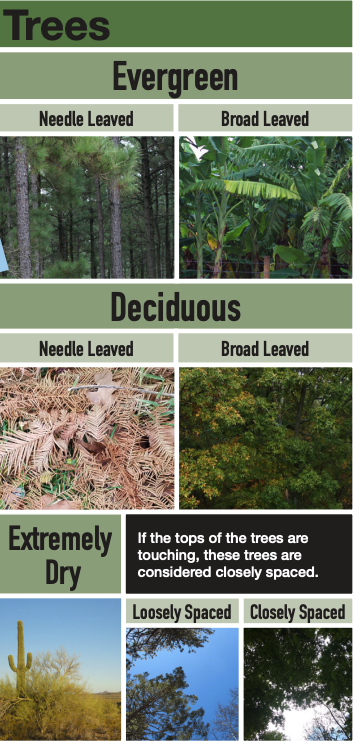 Trees
Evergreen
Needle Leaved
Broad Leaved
Deciduous
Needle Leaved
Broad Leaved
Extremely
Dry
If the tops of the trees are
touching, these trees are
considered closely spaced.
Loosely Spaced
Closely Spaced